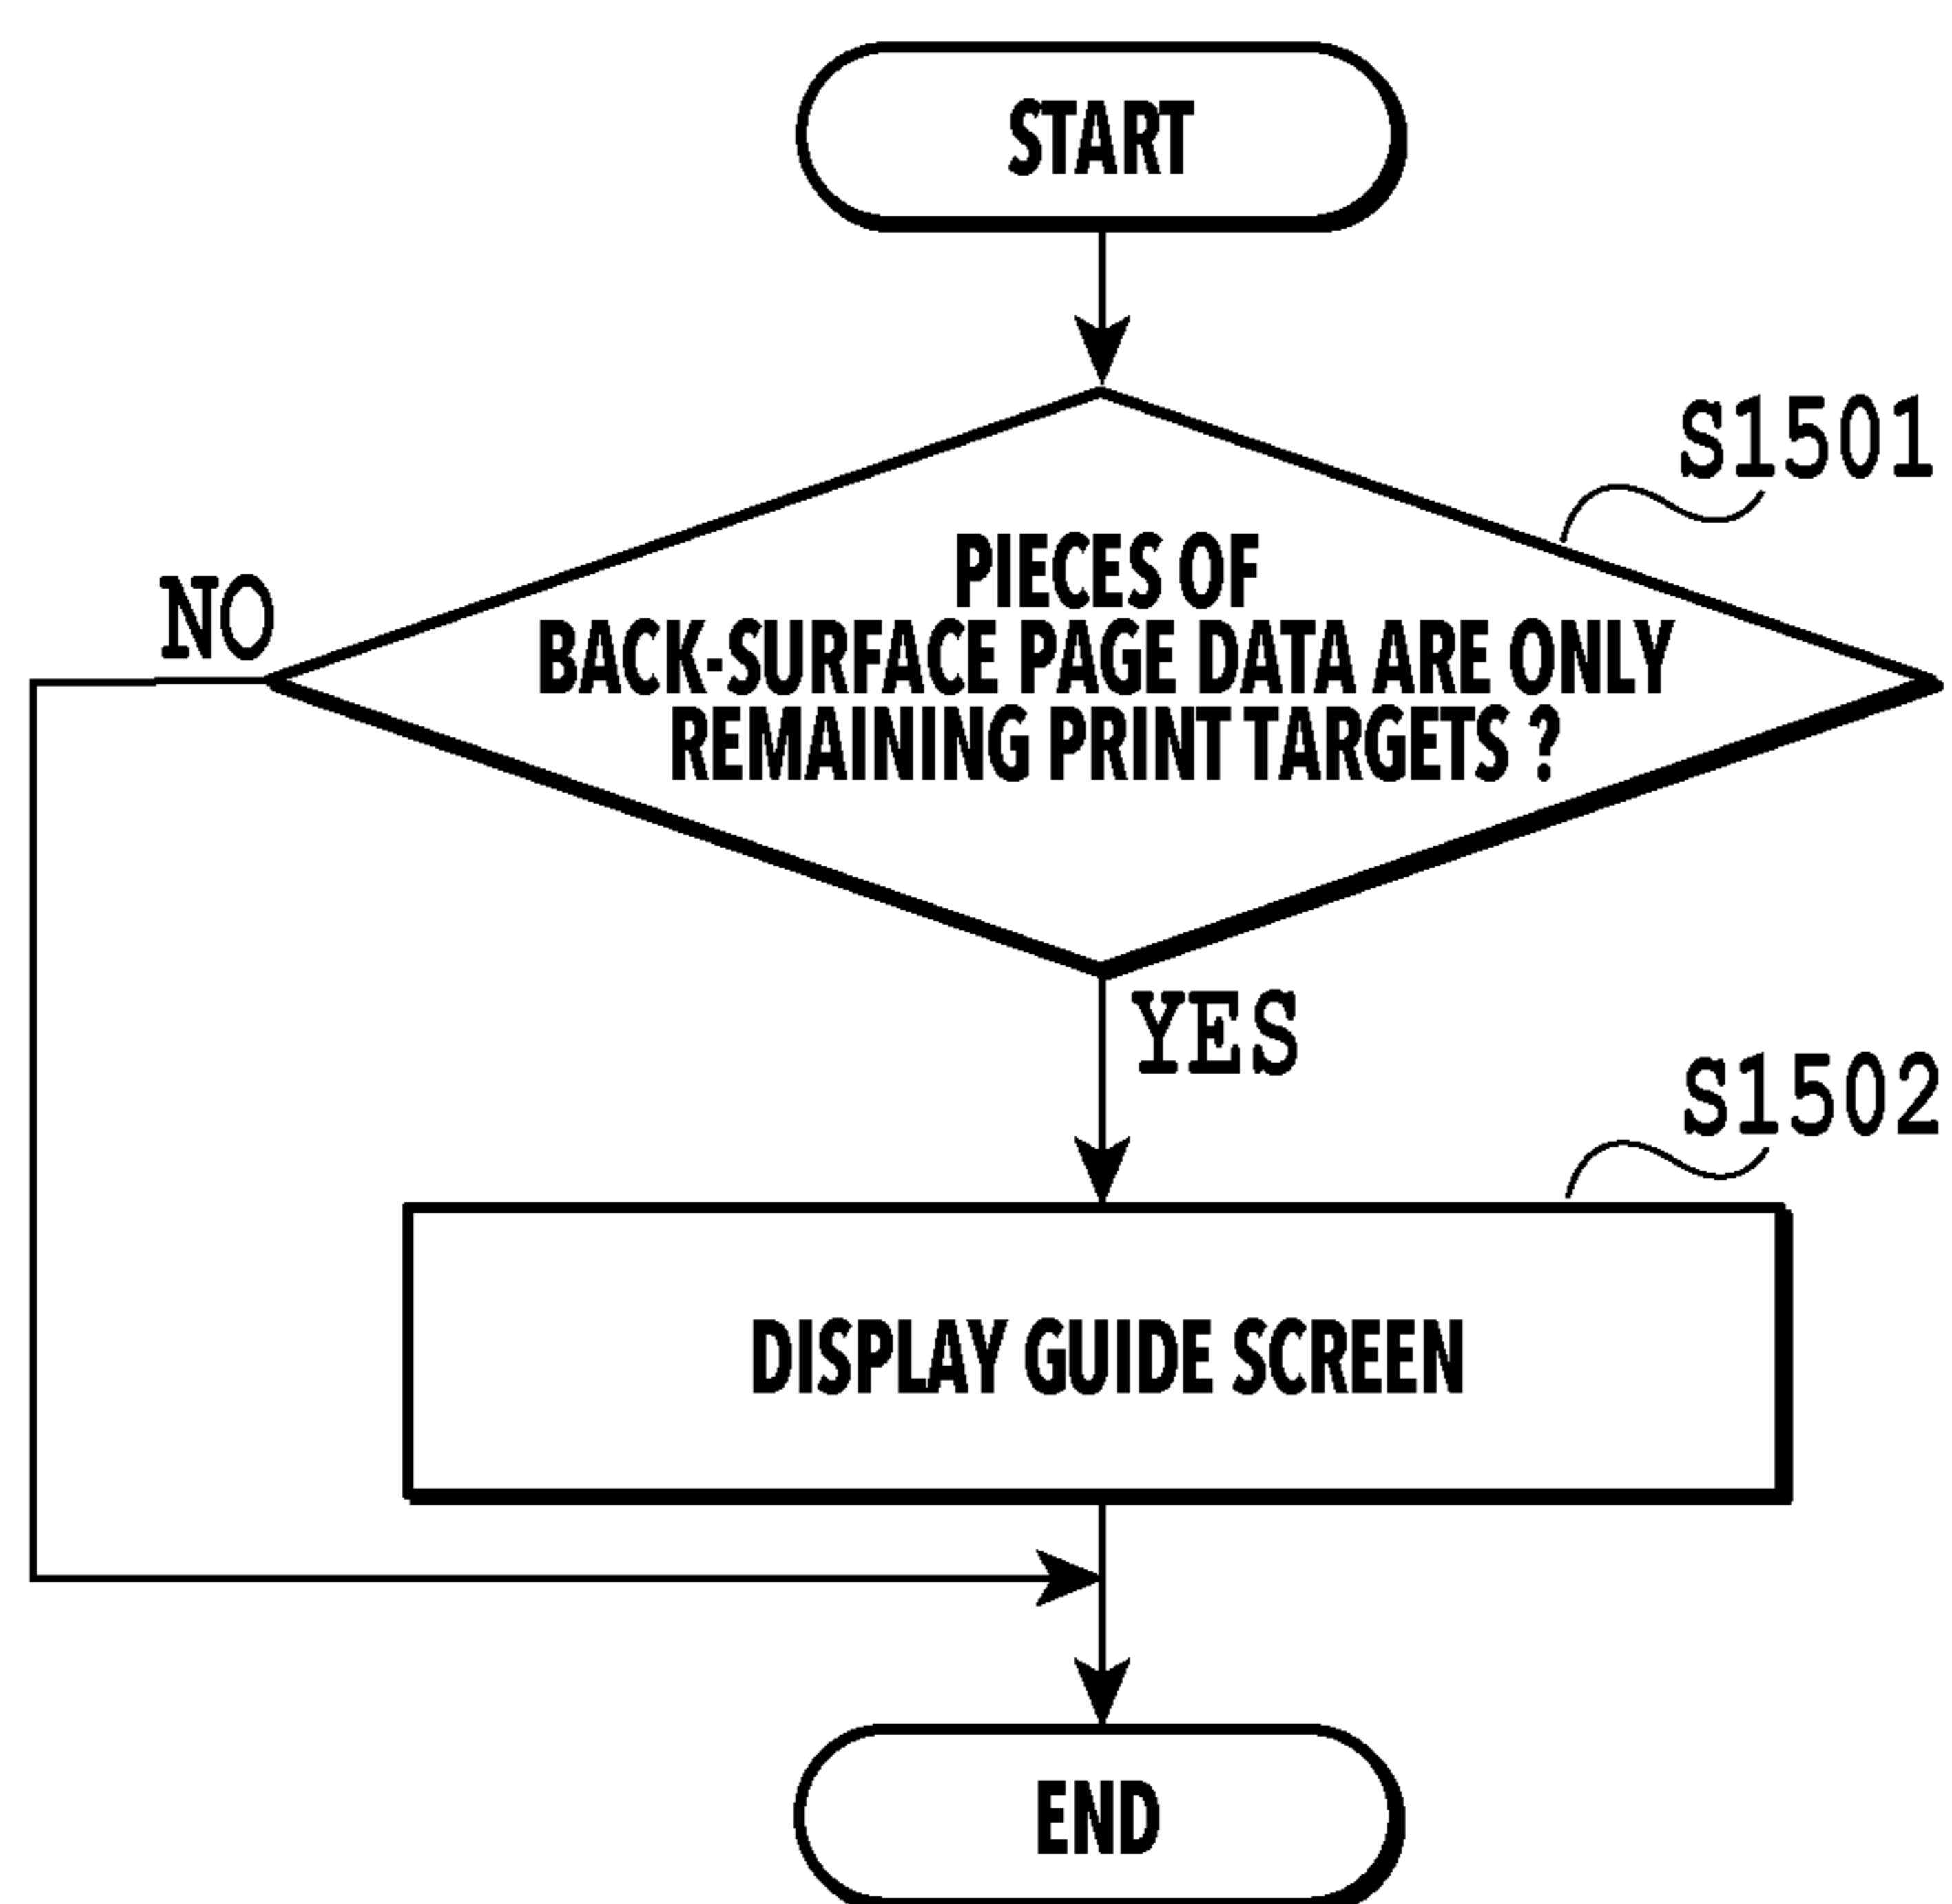 START
S1501
PIECES OF
BACK-SURFACE PAGE DATA ARE ONLY
REMAINING PRINT TARGETS ?
NO
YES
S1502
DISPLAY GUIDE SCREEN
END